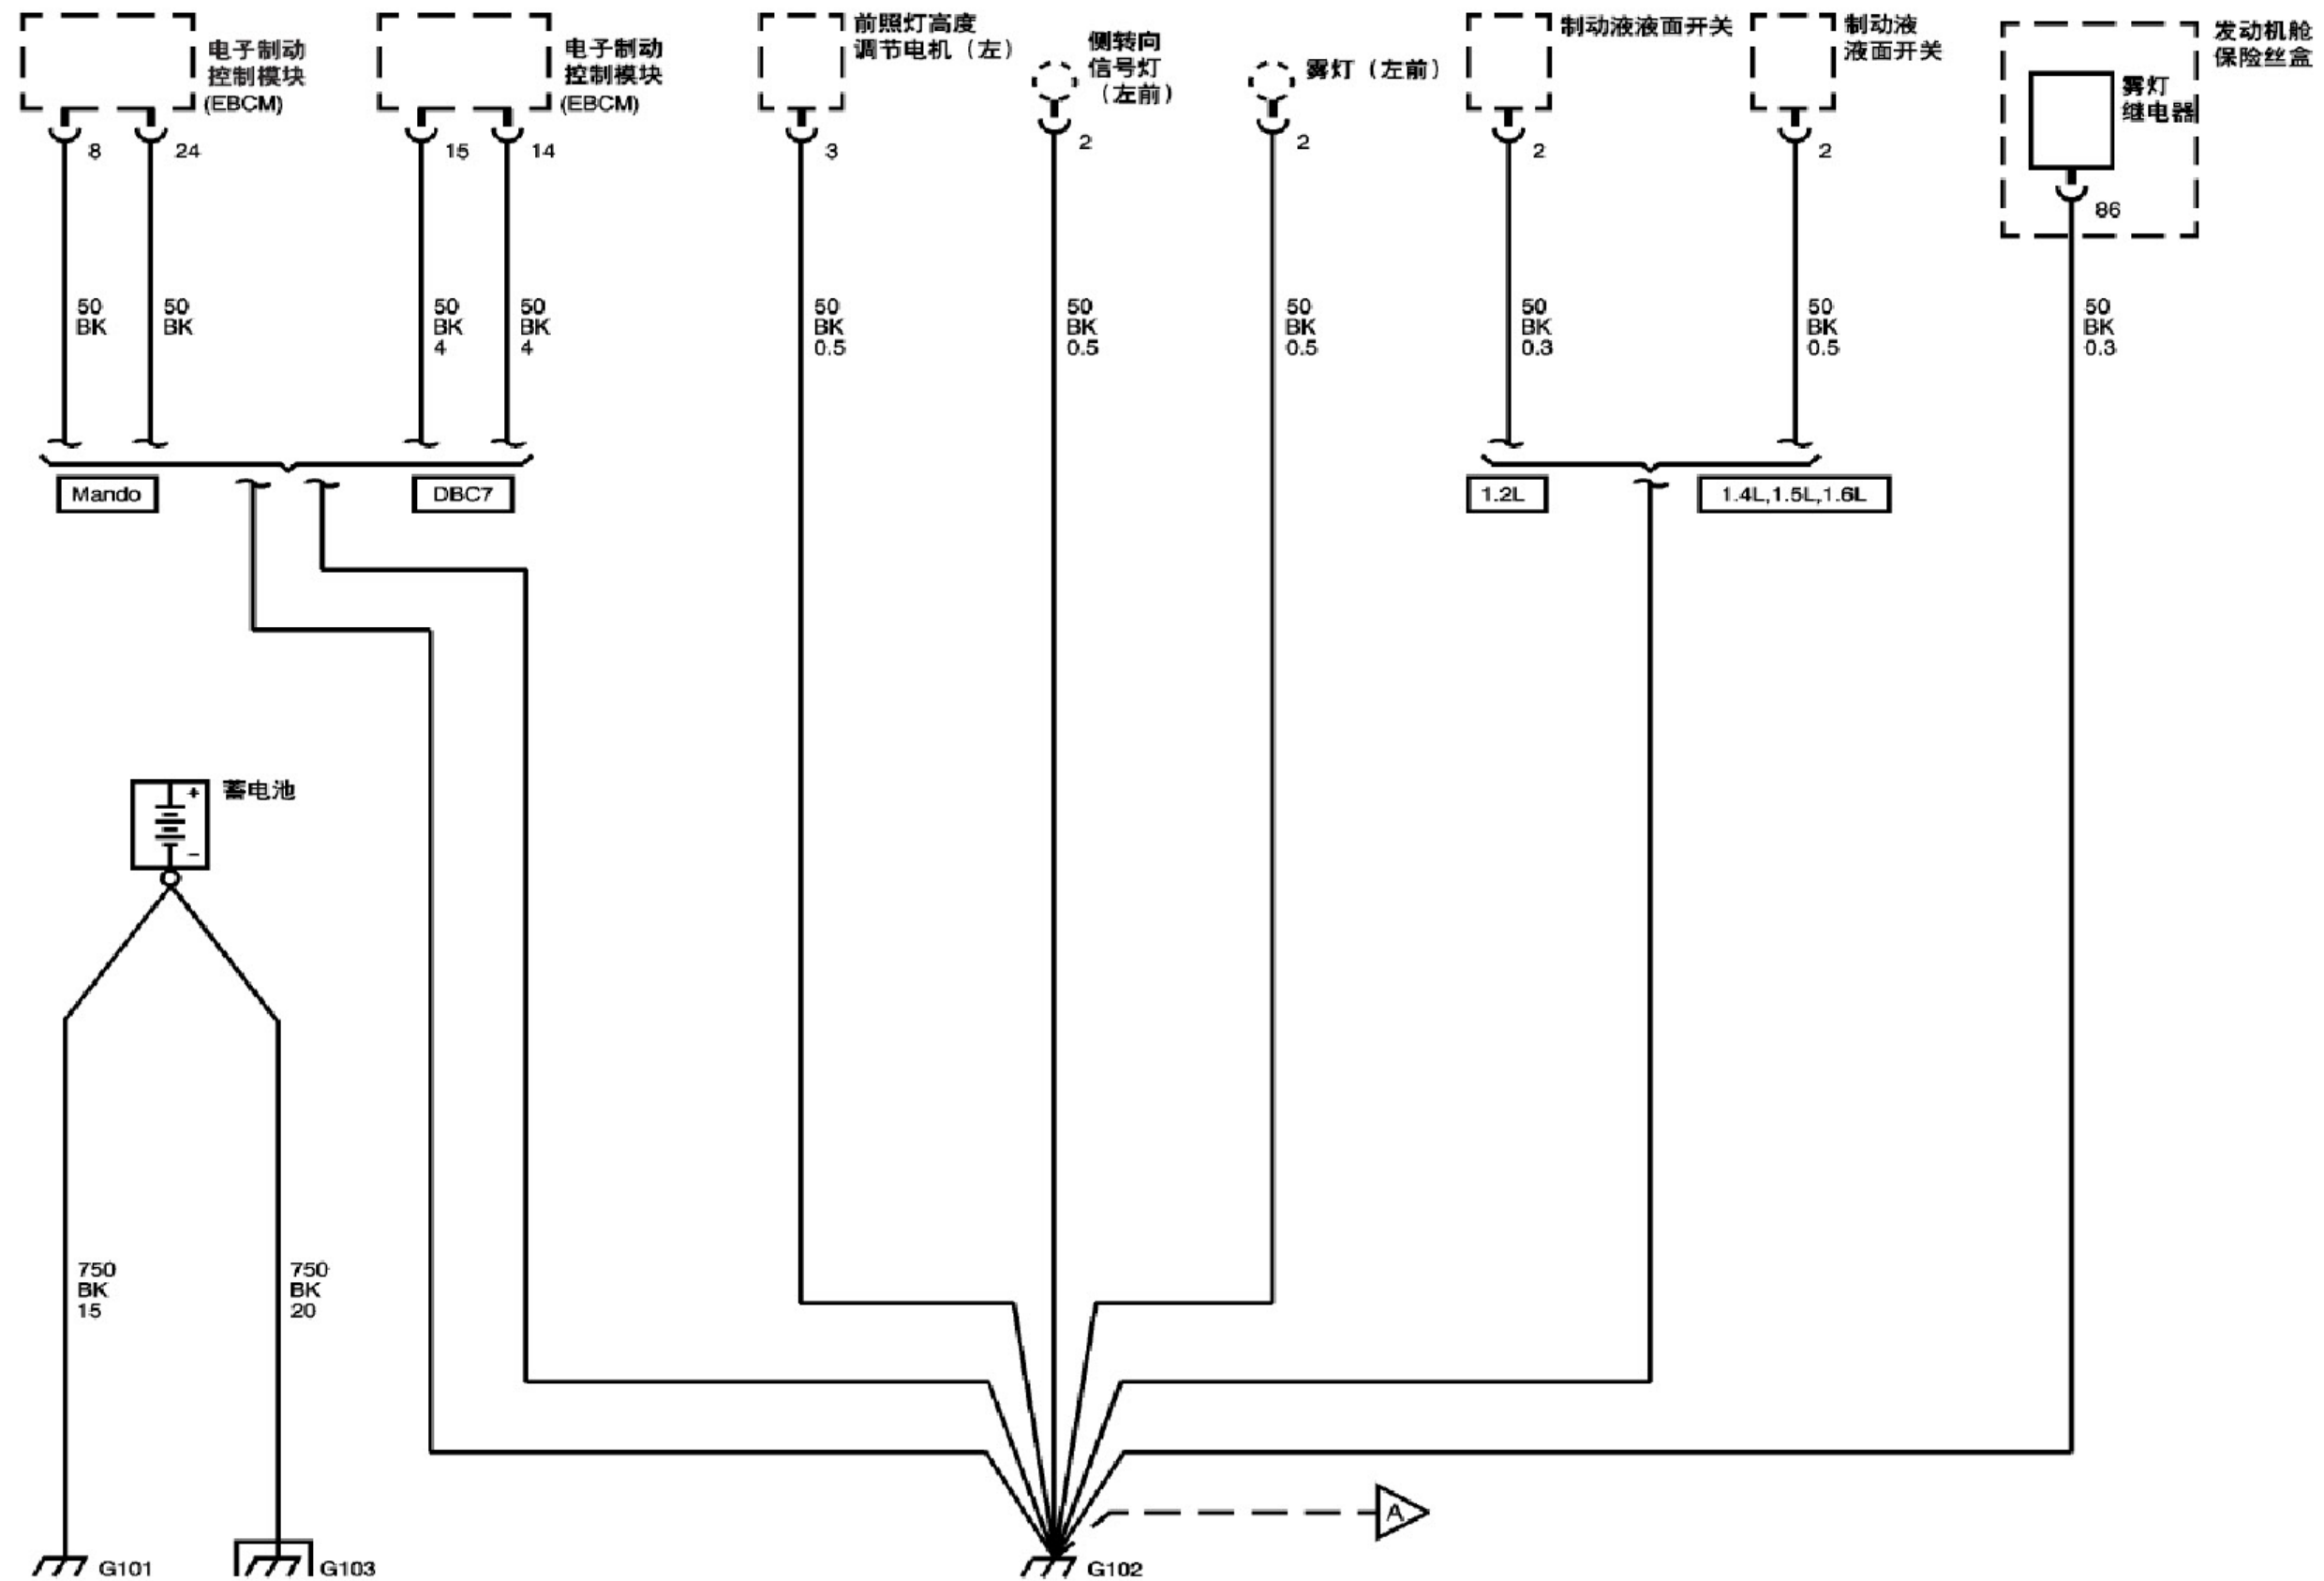 电子制动
控制模块
(EBCM)
电子制动
控制模块
(EBCM)
前照灯高度
调节电机（左）
侧转向
信号灯
（左前）
雾灯（左前）
制动液液面开关
制动液
液面开关
发动机舱
保险丝盒
雾灯
继电器
8
24
15
14
3
2
2
2
2
86
50
BK
50
BK
50
BK
4
50
BK
4
50
BK
0.5
50
BK
0.5
50
BK
0.5
50
BK
0.3
50
BK
0.5
50
BK
0.3
Mando
DBC7
1.2L
1.4L,1.5L,1.6L
蓄电池
+
−
750
BK
15
750
BK
20
A
G101
G103
G102